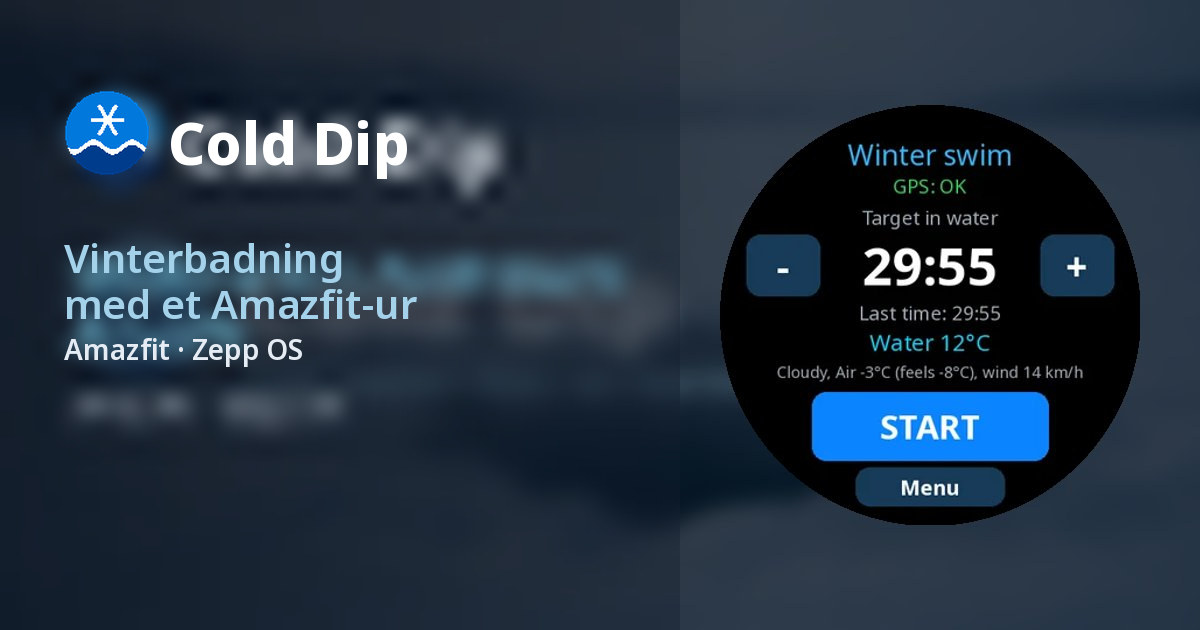 Cold Dip
Vinterbadning
med et Amazfit-ur
Amazfit · Zepp OS
Winter swim
GPS: OK
Target in water
- 29:55 +
Last time: 29:55
Water 12°C
Cloudy, Air -3°C (feels -8°C), wind 14 km/h
START
Menu